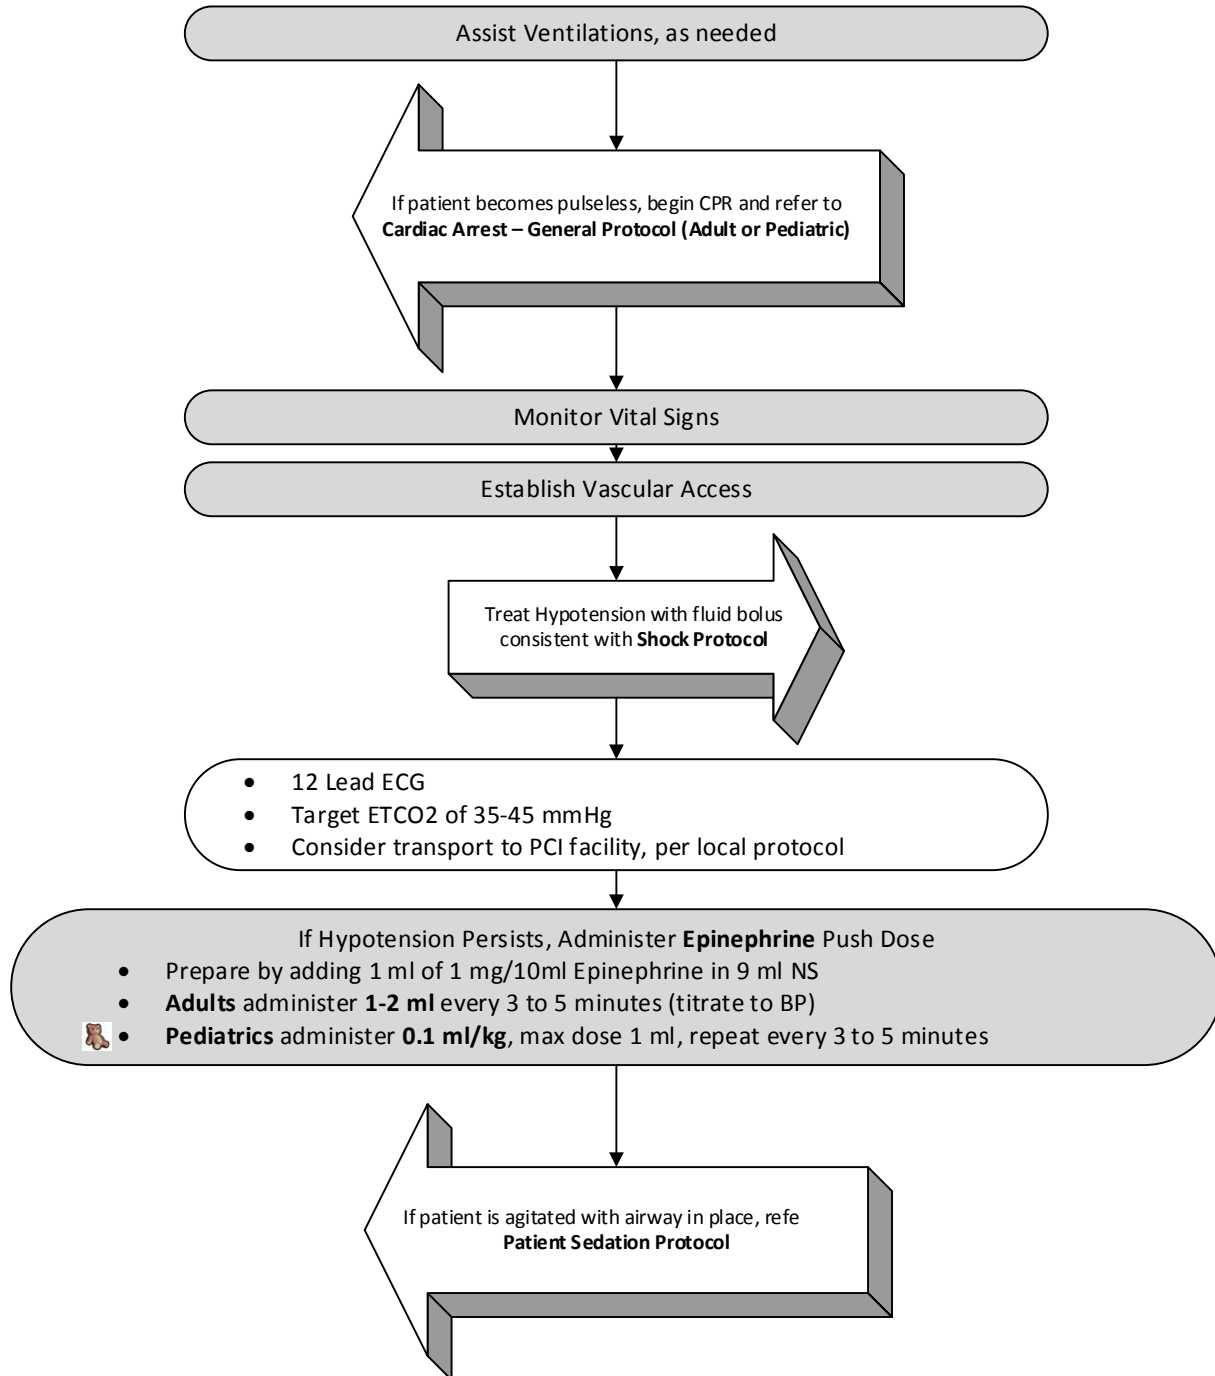 Assist Ventilations, as needed
If patient becomes pulseless, begin CPR and refer to
Cardiac Arrest – General Protocol (Adult or Pediatric)
Monitor Vital Signs
Establish Vascular Access
Treat Hypotension with fluid bolus
consistent with Shock Protocol
• 12 Lead ECG
• Target ETCO2 of 35-45 mmHg
• Consider transport to PCI facility, per local protocol
If Hypotension Persists, Administer Epinephrine Push Dose
• Prepare by adding 1 ml of 1 mg/10ml Epinephrine in 9 ml NS
• Adults administer 1-2 ml every 3 to 5 minutes (titrate to BP)
• Pediatrics administer 0.1 ml/kg, max dose 1 ml, repeat every 3 to 5 minutes
If patient is agitated with airway in place, refe
Patient Sedation Protocol